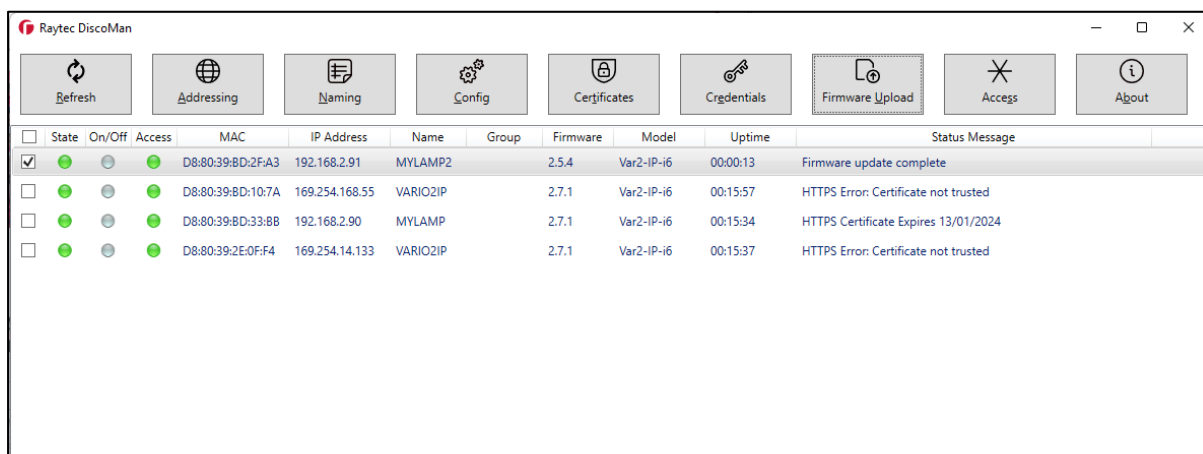 Raytec DiscoMan
Refresh Addressing Naming Config Certificates Credentials Firmware Upload Access About
State On/Off Access MAC IP Address Name Group Firmware Model Uptime Status Message
D8:80:39:BD:2F:A3 192.168.2.91 MYLAMP2 2.5.4 Var2-IP-i6 00:00:13 Firmware update complete
D8:80:39:BD:10:7A 169.254.168.55 VARIO2IP 2.7.1 Var2-IP-i6 00:15:57 HTTPS Error: Certificate not trusted
D8:80:39:BD:33:BB 192.168.2.90 MYLAMP 2.7.1 Var2-IP-i6 00:15:34 HTTPS Certificate Expires 13/01/2024
D8:80:39:2E:0F:F4 169.254.14.133 VARIO2IP 2.7.1 Var2-IP-i6 00:15:37 HTTPS Error: Certificate not trusted